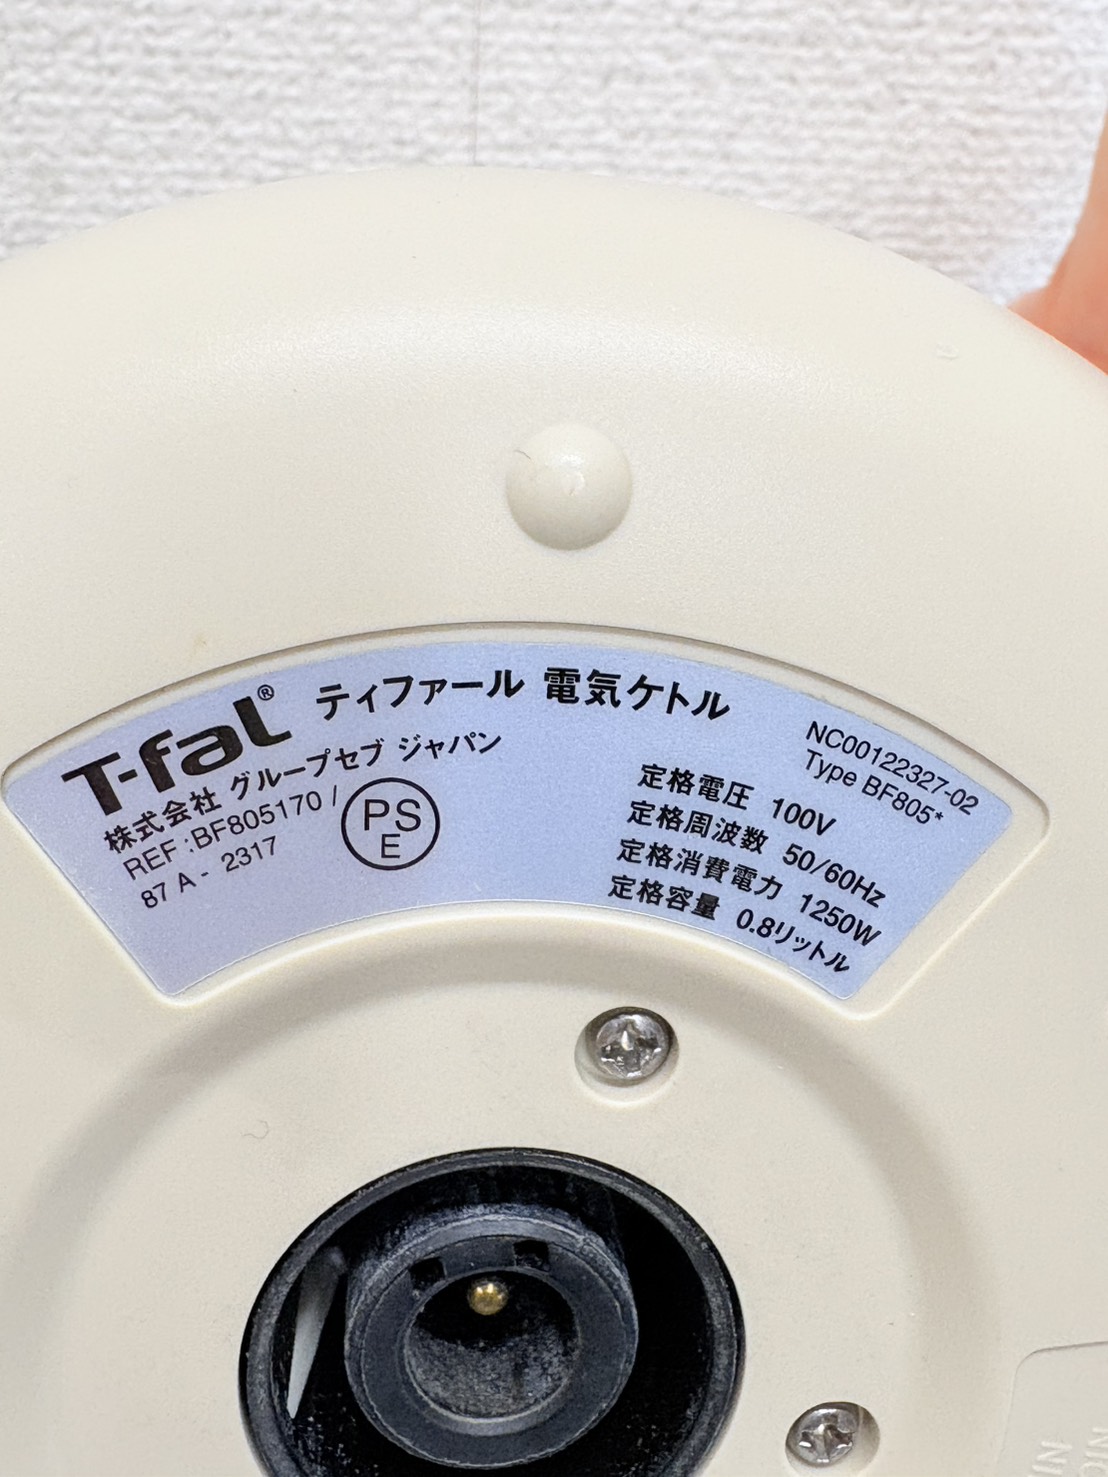 T-fal® ティファール 電気ケトル
株式会社 グループセブ ジャパン
REF :BF805170 /
87 A - 2317
PS
E
NC00122327-02
Type BF805*
定格電圧 100V
定格周波数 50/60Hz
定格消費電力 1250W
定格容量 0.8リットル